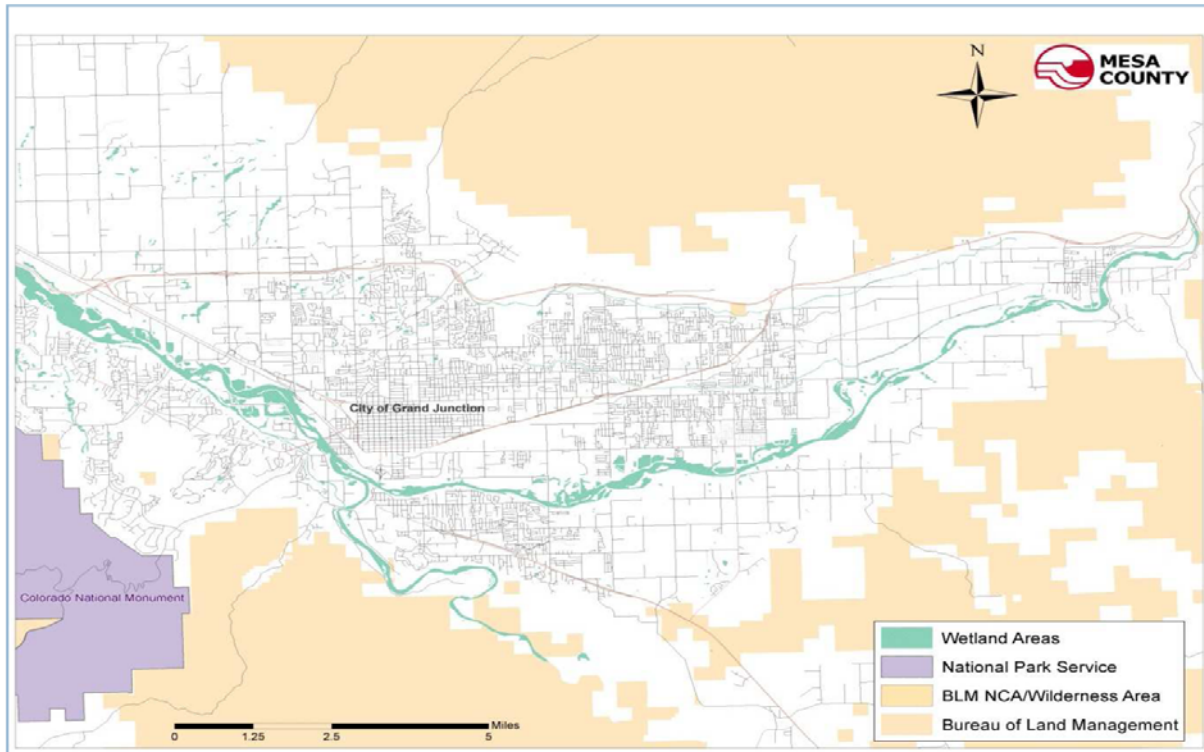 N
MESA
COUNTY
City of Grand Junction
Colorado National Monument
Wetland Areas
National Park Service
BLM NCA/Wilderness Area
Bureau of Land Management
Miles
0 1.25 2.5 5